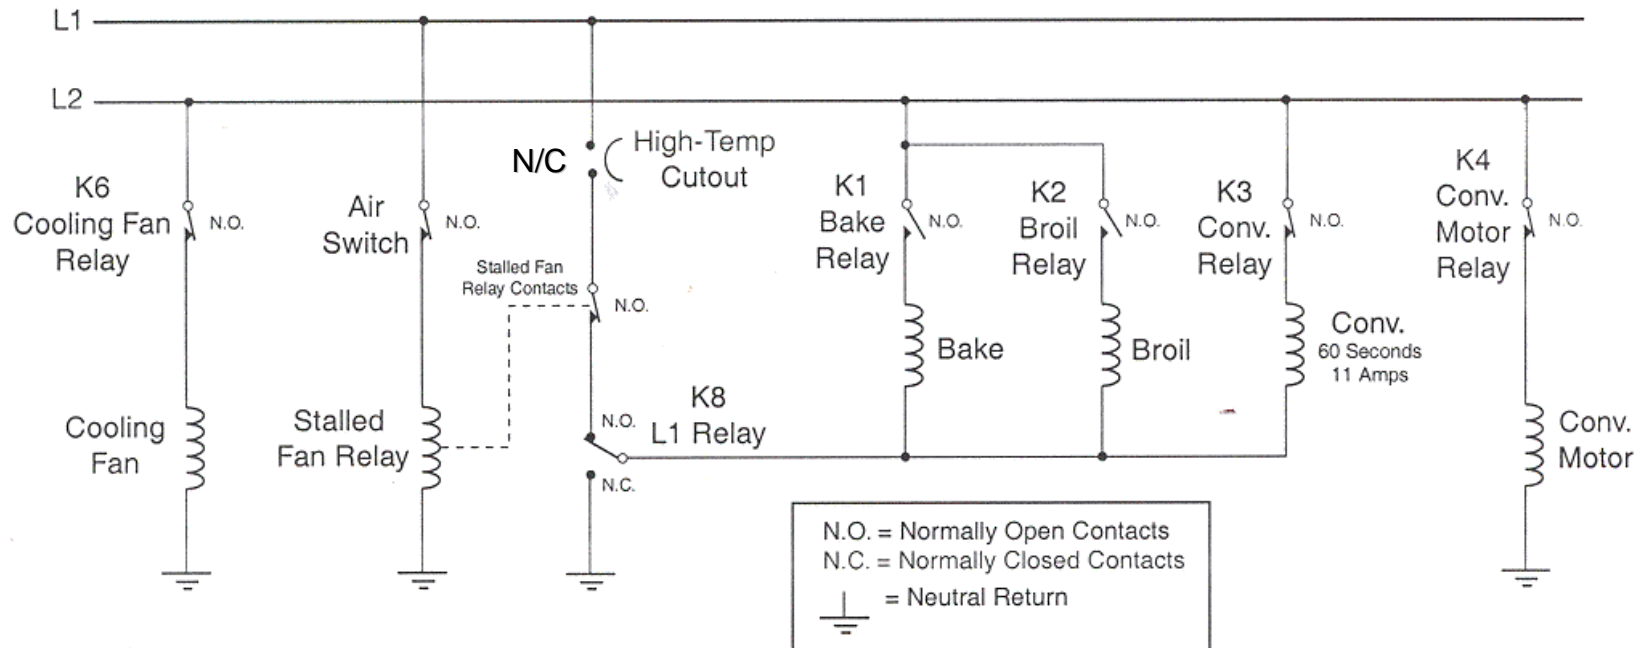 L1
L2
K6
Cooling Fan
Relay
N.O.
Cooling
Fan
Air
Switch
N.O.
Stalled
Fan Relay
N/C
High-Temp
Cutout
Stalled Fan
Relay Contacts
N.O.
N.O.
K8
L1 Relay
N.C.
K1
Bake
Relay
N.O.
Bake
K2
Broil
Relay
N.O.
Broil
K3
Conv.
Relay
N.O.
Conv.
60 Seconds
11 Amps
K4
Conv.
Motor
Relay
N.O.
Conv.
Motor
N.O. = Normally Open Contacts
N.C. = Normally Closed Contacts
= Neutral Return